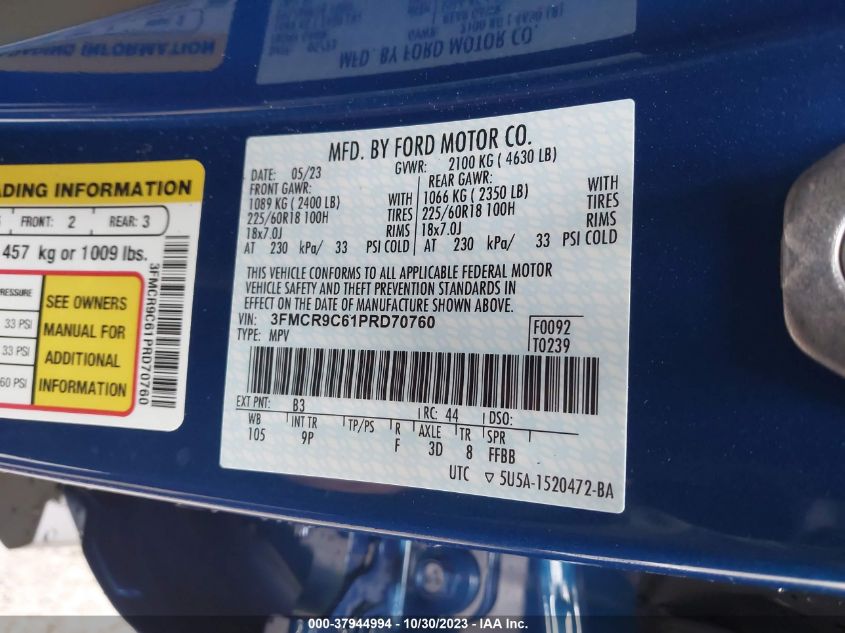 MFD. BY FORD MOTOR CO.
DATE: 05/23 GVWR: 2100 KG ( 4630 LB)
FRONT GAWR: REAR GAWR:
1089 KG ( 2400 LB) WITH 1066 KG ( 2350 LB) WITH
225/60R18 100H TIRES 225/60R18 100H TIRES
18x7.0J RIMS 18x7.0J RIMS
AT 230 kPa/ 33 PSI COLD AT 230 kPa/ 33 PSI COLD
THIS VEHICLE CONFORMS TO ALL APPLICABLE FEDERAL MOTOR
VEHICLE SAFETY AND THEFT PREVENTION STANDARDS IN
EFFECT ON THE DATE OF MANUFACTURE SHOWN ABOVE.
VIN: 3FMCR9C61PRD70760 F0092
TYPE: MPV T0239
EXT PNT: B3 RC: 44 DSO:
WB INT TR TP/PS R AXLE TR SPR
105 9P F 3D 8 FFBB
UTC ▽ 5U5A-1520472-BA
ADING INFORMATION
FRONT: 2 REAR: 3
457 kg or 1009 lbs.
RESSURE
33 PSI
33 PSI
60 PSI
SEE OWNERS
MANUAL FOR
ADDITIONAL
INFORMATION
3FMCR9C61PRD70760
000-37944994 / 10/30/2023 - IAA Inc.